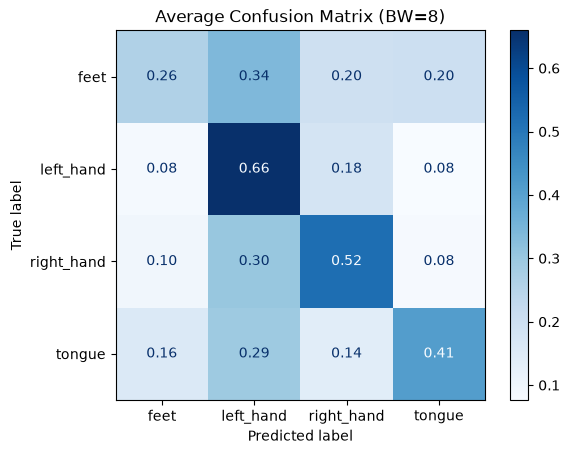 Average Confusion Matrix (BW=8)
feet 0.26 0.34 0.20 0.20
left_hand 0.08 0.66 0.18 0.08
right_hand 0.10 0.30 0.52 0.08
tongue 0.16 0.29 0.14 0.41
feet left_hand right_hand tongue
Predicted label
True label
0.6
0.5
0.4
0.3
0.2
0.1